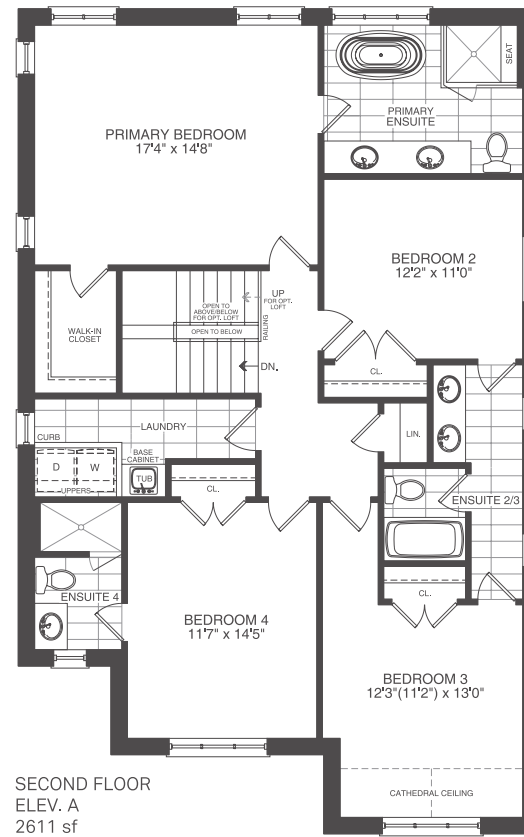 SEAT
PRIMARY
ENSUITE
PRIMARY BEDROOM
17'4" x 14'8"
BEDROOM 2
12'2" x 11'0"
UP
FOR OPT.
LOFT
OPEN TO
ABOVE/BELOW
FOR OPT. LOFT
OPEN TO BELOW
RAILING
WALK-IN
CLOSET
DN.
CL.
LAUNDRY
CURB
LIN.
BASE
CABINET
D
W
TUB
UPPERS
CL.
ENSUITE 2/3
ENSUITE 4
CL.
BEDROOM 4
11'7" x 14'5"
BEDROOM 3
12'3"(11'2") x 13'0"
CATHEDRAL CEILING
SECOND FLOOR
ELEV. A
2611 sf